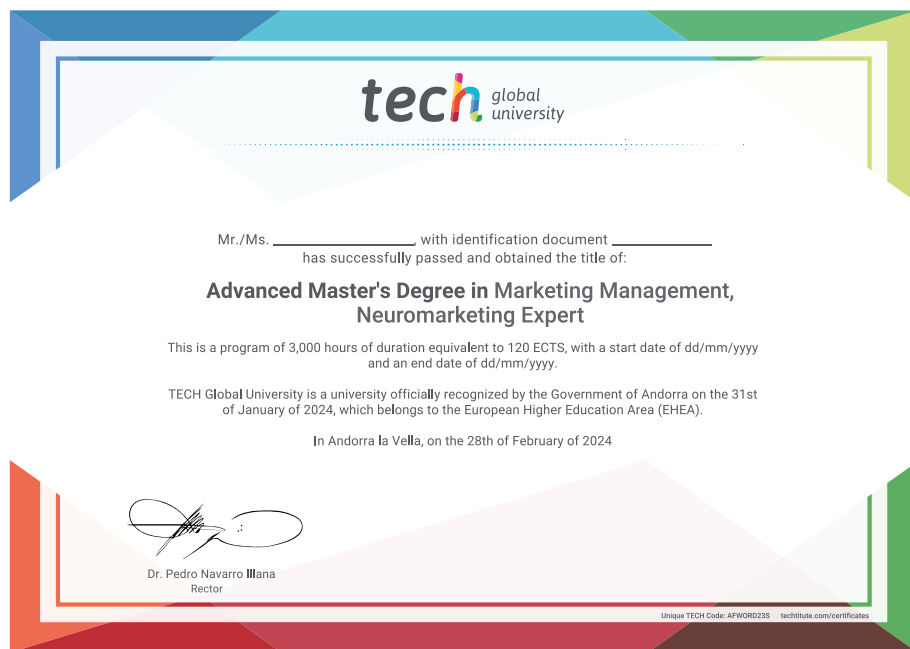 tech global
university
Mr./Ms. ____________, with identification document ____________
has successfully passed and obtained the title of:
Advanced Master's Degree in Marketing Management,
Neuromarketing Expert
This is a program of 3,000 hours of duration equivalent to 120 ECTS, with a start date of dd/mm/yyyy
and an end date of dd/mm/yyyy.
TECH Global University is a university officially recognized by the Government of Andorra on the 31st
of January of 2024, which belongs to the European Higher Education Area (EHEA).
In Andorra la Vella, on the 28th of February of 2024
Dr. Pedro Navarro Illana
Rector
Unique TECH Code: AFWORD23S techtitute.com/certificates